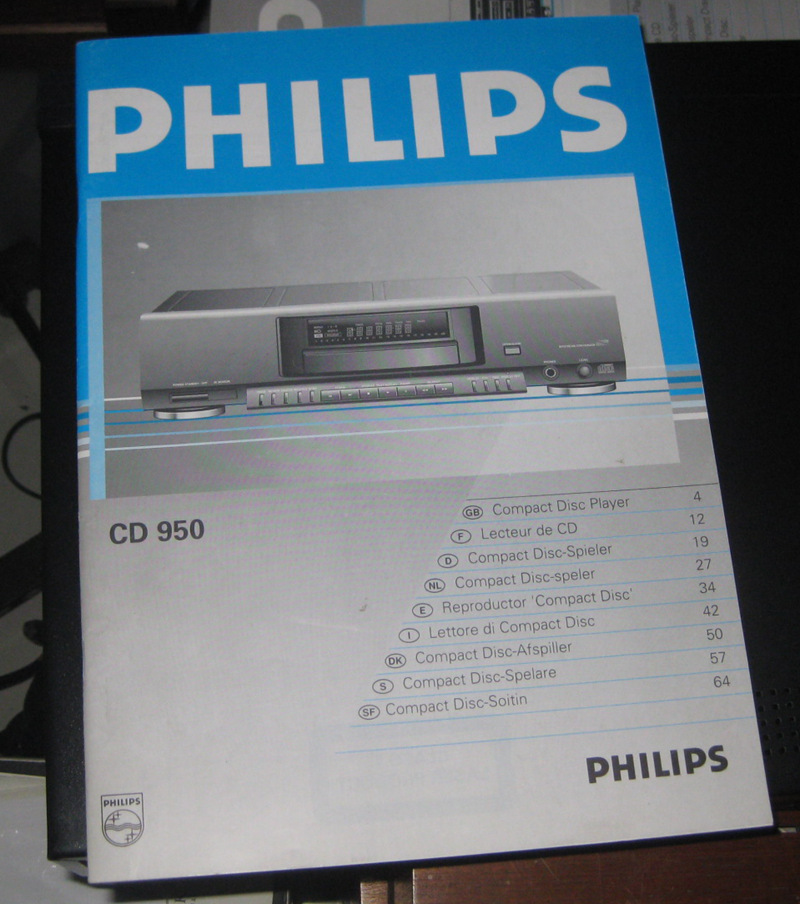 PHILIPS
CD 950
GB Compact Disc Player 4
F Lecteur de CD 12
D Compact Disc-Spieler 19
NL Compact Disc-speler 27
E Reproductor 'Compact Disc' 34
I Lettore di Compact Disc 42
DK Compact Disc-Afspiller 50
S Compact Disc-Spelare 57
SF Compact Disc-Soitin 64
PHILIPS
PHILIPS